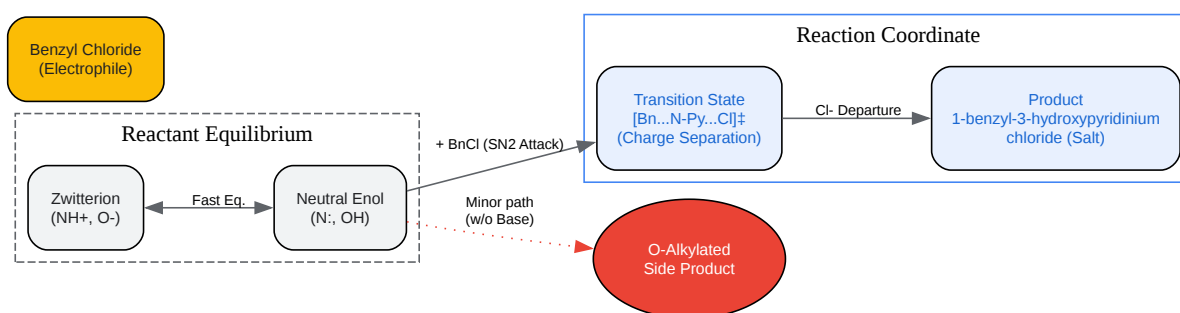 Benzyl Chloride
(Electrophile)
Reactant Equilibrium
Zwitterion
(NH+, O-)
Fast Eq.
Neutral Enol
(N:, OH)
+ BnCl (SN2 Attack)
Minor path
(w/o Base)
Reaction Coordinate
Transition State
[Bn...N-Py...Cl]‡
(Charge Separation)
Cl- Departure
Product
1-benzyl-3-hydroxypyridinium
chloride (Salt)
O-Alkylated
Side Product